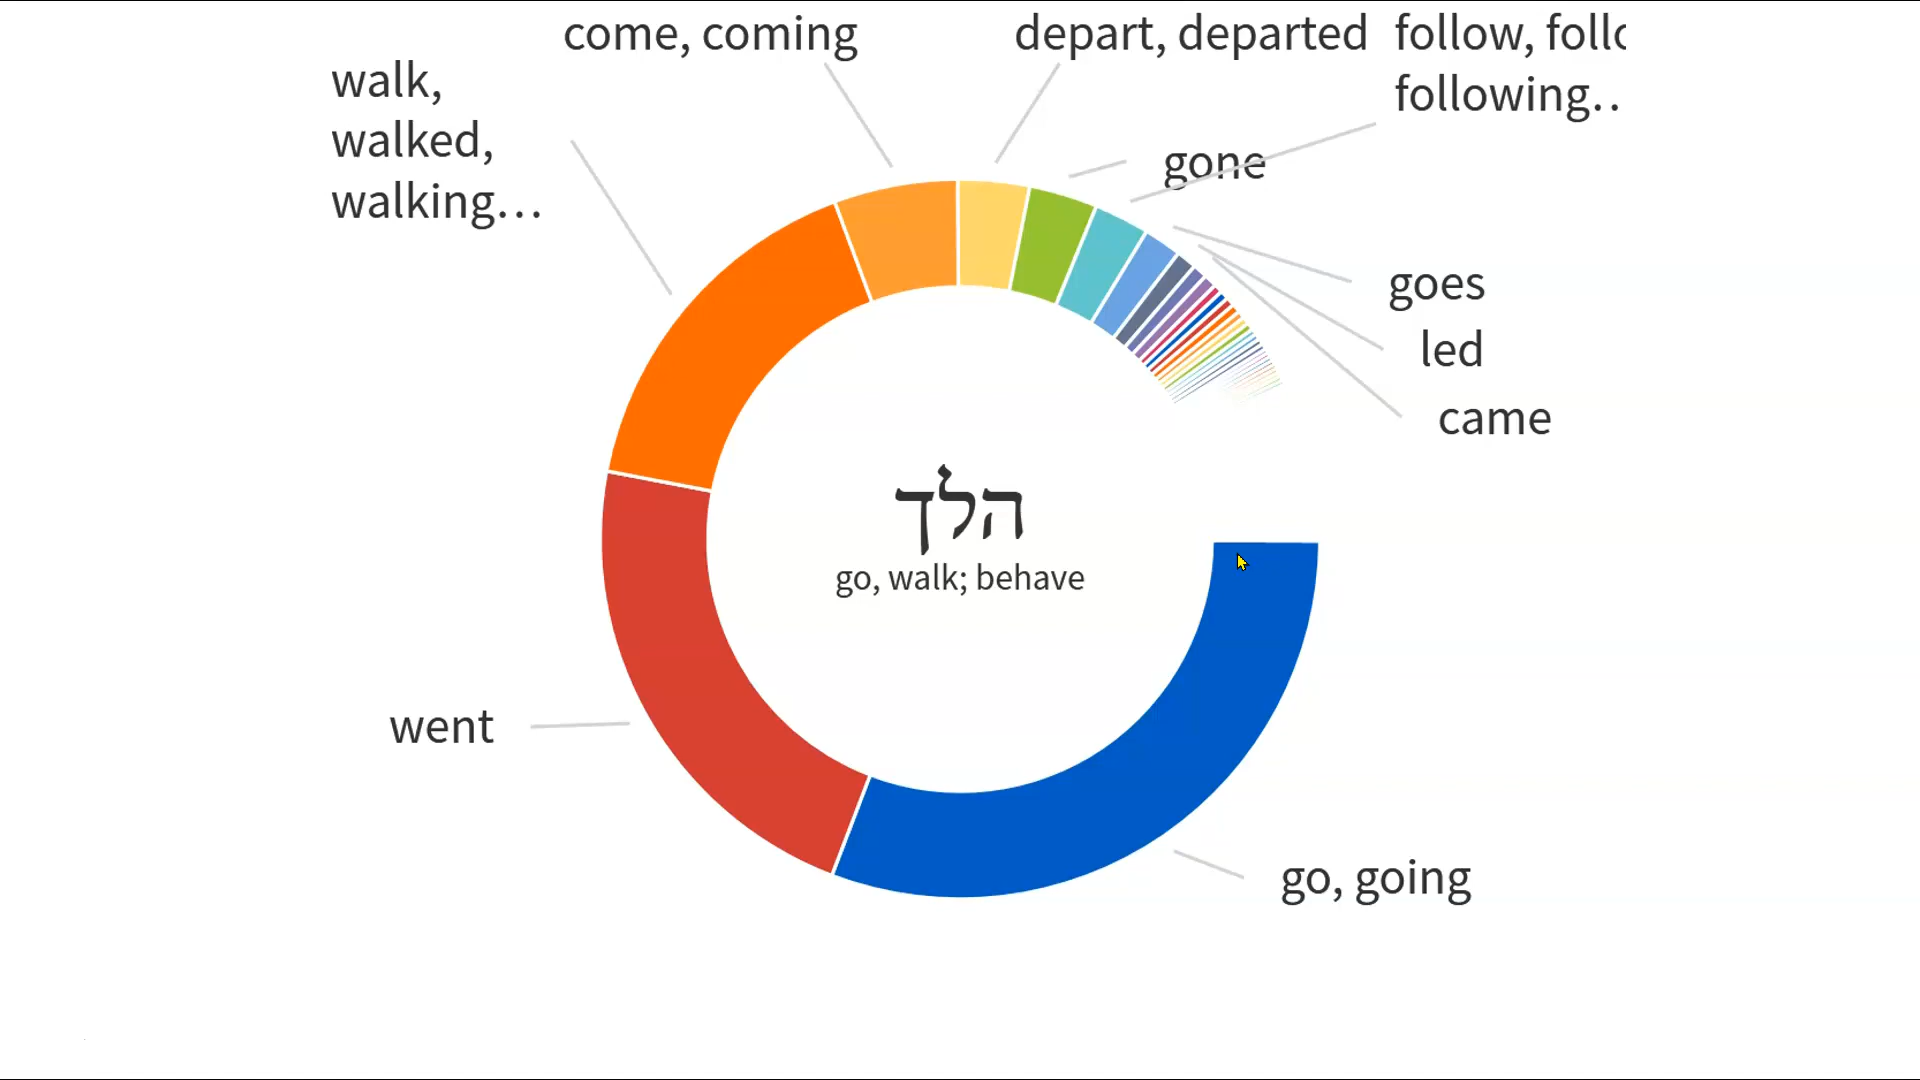 come, coming
depart, departed
follow, follo
following…
walk,
walked,
walking…
gone
goes
led
came
הלך
go, walk; behave
went
go, going